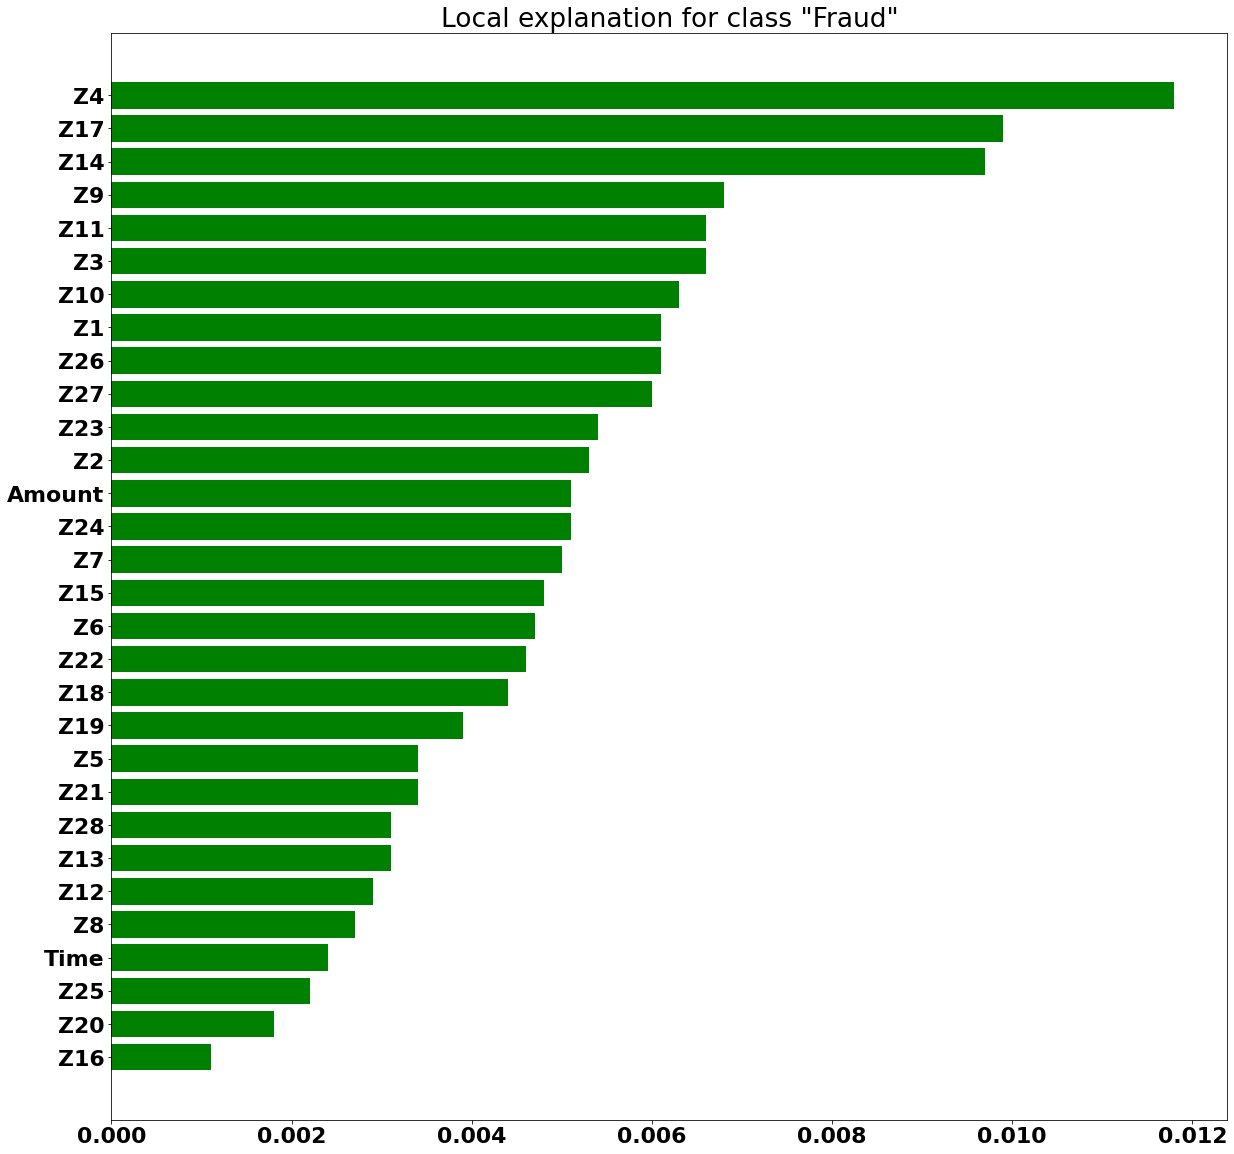 Local explanation for class "Fraud"
Z4
Z17
Z14
Z9
Z11
Z3
Z10
Z1
Z26
Z27
Z23
Z2
Amount
Z24
Z7
Z15
Z6
Z22
Z18
Z19
Z5
Z21
Z28
Z13
Z12
Z8
Time
Z25
Z20
Z16
0.000 0.002 0.004 0.006 0.008 0.010 0.012